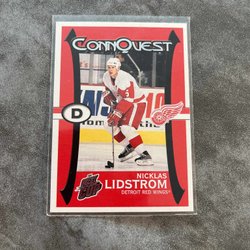 CONNQUEST
D
NICKLAS
LIDSTROM
DETROIT RED WINGS